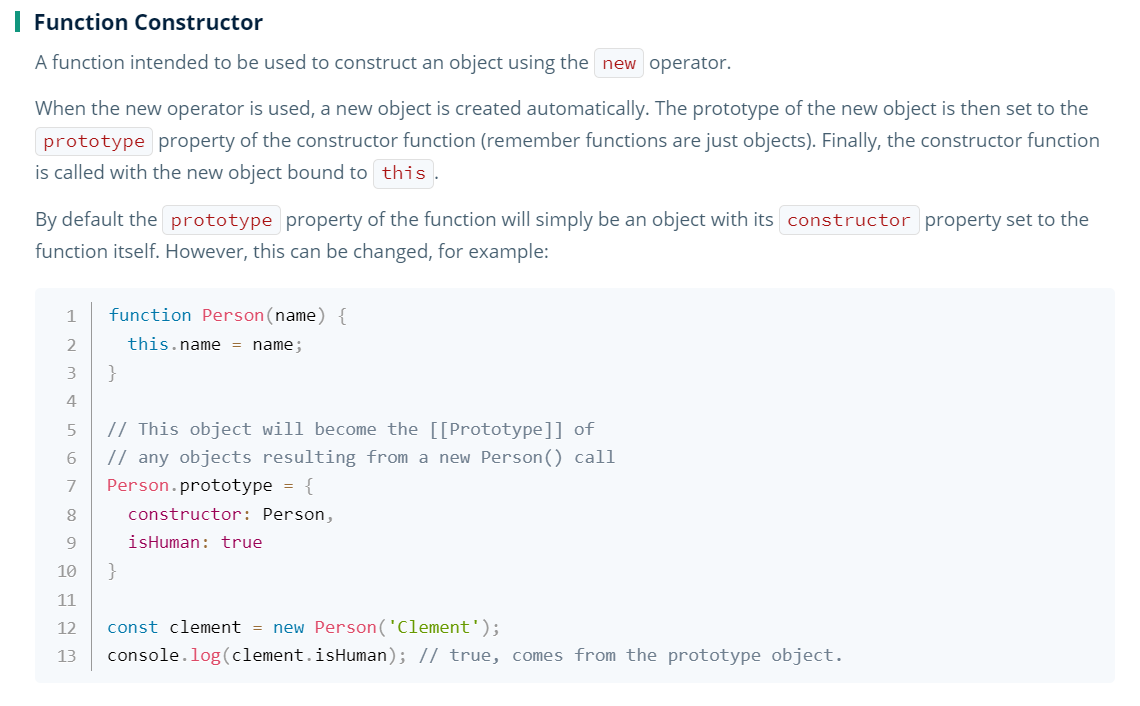 Function Constructor
A function intended to be used to construct an object using the new operator.
When the new operator is used, a new object is created automatically. The prototype of the new object is then set to the
prototype property of the constructor function (remember functions are just objects). Finally, the constructor function
is called with the new object bound to this.
By default the prototype property of the function will simply be an object with its constructor property set to the
function itself. However, this can be changed, for example:
1 function Person(name) {
2   this.name = name;
3 }
4
5 // This object will become the [[Prototype]] of
6 // any objects resulting from a new Person() call
7 Person.prototype = {
8   constructor: Person,
9   isHuman: true
10 }
11
12 const clement = new Person('Clement');
13 console.log(clement.isHuman); // true, comes from the prototype object.